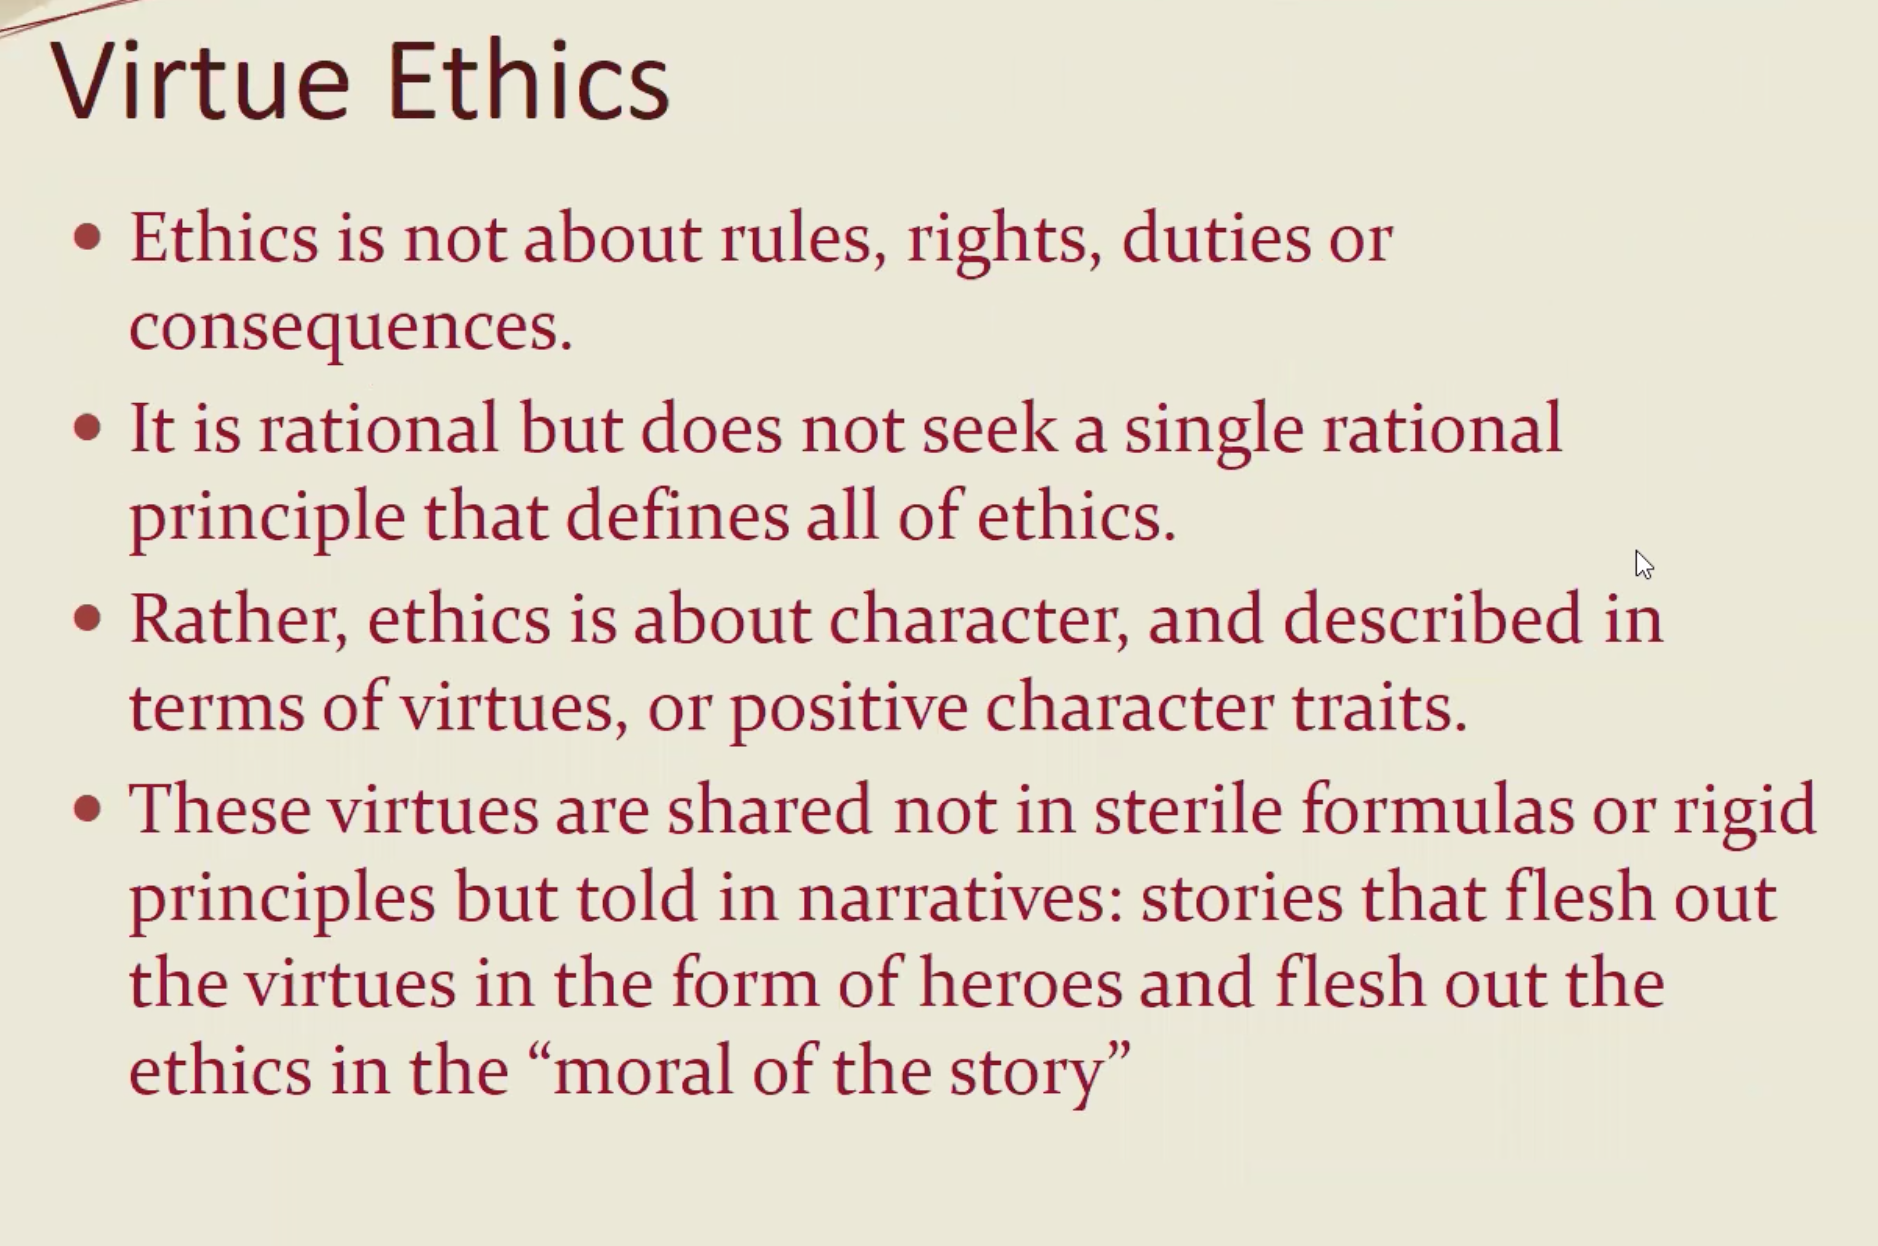 Virtue Ethics
• Ethics is not about rules, rights, duties or
consequences.
• It is rational but does not seek a single rational
principle that defines all of ethics.
• Rather, ethics is about character, and described in
terms of virtues, or positive character traits.
• These virtues are shared not in sterile formulas or rigid
principles but told in narratives: stories that flesh out
the virtues in the form of heroes and flesh out the
ethics in the “moral of the story”